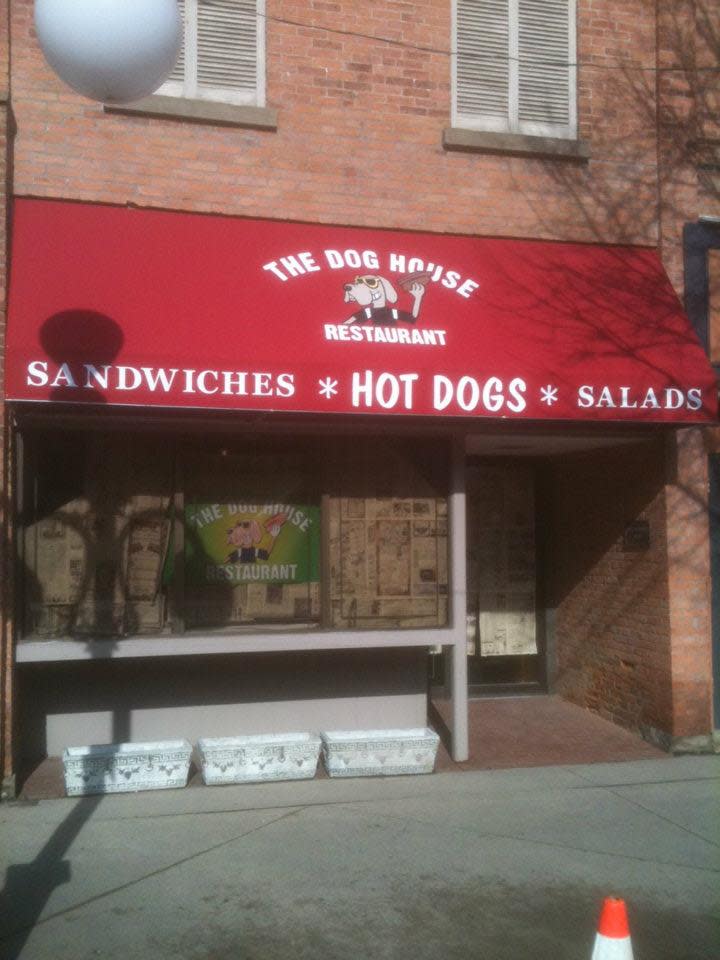 THE DOG HOUSE
RESTAURANT
SANDWICHES * HOT DOGS * SALADS
THE DOG HOUSE
RESTAURANT